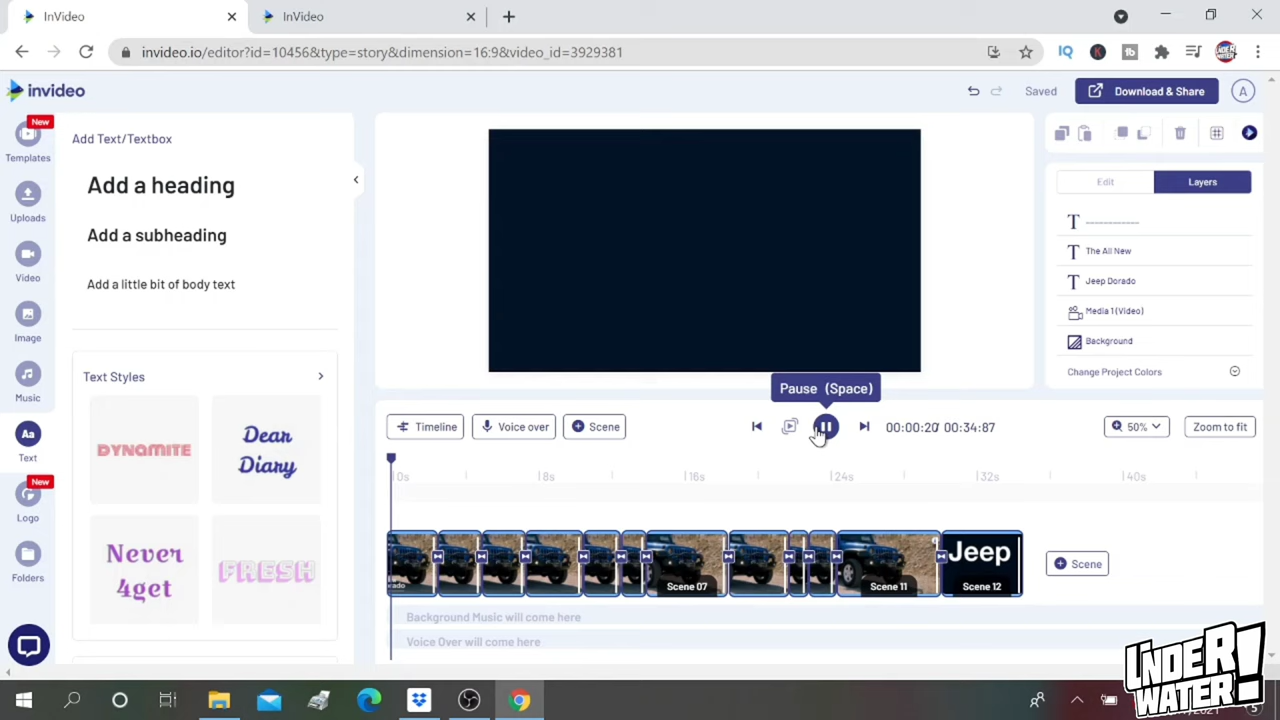 InVideo
InVideo
invideo.io/editor?id=10456&type=story&dimension=16:9&video_id=3929381
invideo
Saved
Download & Share
A
New
Templates
Uploads
Video
Image
Music
Aa
Text
New
Logo
Folders
Add Text/Textbox
Add a heading
Add a subheading
Add a little bit of body text
Text Styles
DYNAMITE
Dear
Diary
Never
4get
FRESH
Edit
Layers
T ------------
T The All New
T Jeep Dorado
Media 1 (Video)
Background
Change Project Colors
Pause (Space)
Timeline
Voice over
Scene
00:00:20/ 00:34:87
50%
Zoom to fit
0s
8s
16s
24s
32s
40s
Scene 07
Scene 11
Jeep
Scene 12
Scene
Background Music will come here
Voice Over will come here
UNDER
WATER!